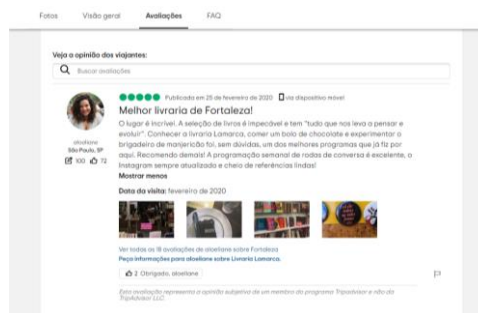 Fotos Visão geral Avaliações FAQ
Veja a opinião dos viajantes:
Buscar avaliações
Publicada em 25 de fevereiro de 2020 via dispositivo móvel
Melhor livraria de Fortaleza!
O lugar é incrível. A seleção de livros é impecável e tem "tudo que nos leva a pensar e
evoluir". Conhecer a livraria Lamarca, comer um bolo de chocolate e experimentar o
brigadeiro de manjericão foi, sem dúvidas, um dos melhores programas que já fiz por
aqui. Recomendo demais! A programação semanal de rodas de conversa é excelente, o
Instagram sempre atualizado e cheio de referências lindas!
Mostrar menos
aloeliane
São Paulo, SP
100 72
Data da visita: fevereiro de 2020
Ver todas as 18 avaliações de aloeliane sobre Fortaleza
Peça informações para aloeliane sobre Livraria Lamarca.
2 Obrigado, aloeliane
Esta avaliação representa a opinião subjetiva de um membro do programa Tripadvisor e não da
TripAdvisor LLC.